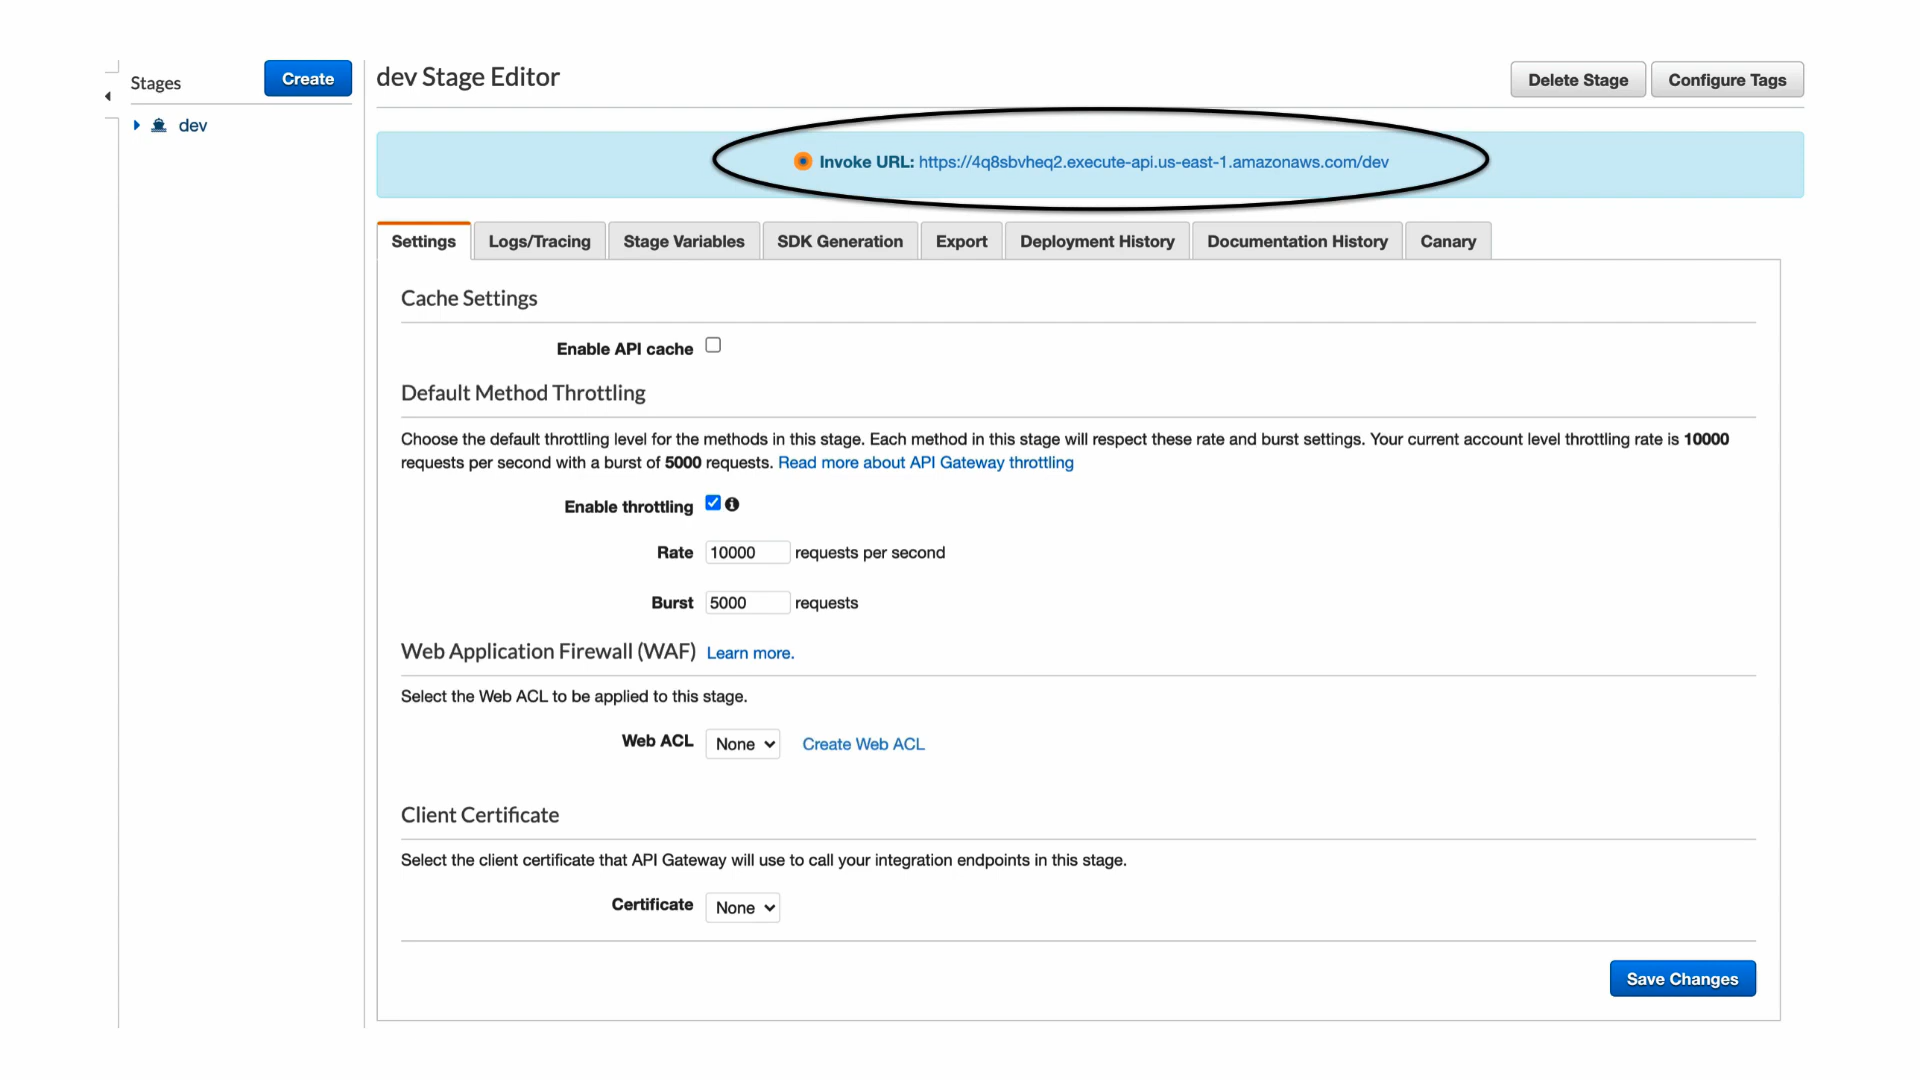 Stages
Create
dev
dev Stage Editor
Delete Stage
Configure Tags
Invoke URL: https://4q8sbvheq2.execute-api.us-east-1.amazonaws.com/dev
Settings
Logs/Tracing
Stage Variables
SDK Generation
Export
Deployment History
Documentation History
Canary
Cache Settings
Enable API cache
Default Method Throttling
Choose the default throttling level for the methods in this stage. Each method in this stage will respect these rate and burst settings. Your current account level throttling rate is 10000
requests per second with a burst of 5000 requests. Read more about API Gateway throttling
Enable throttling
Rate 10000 requests per second
Burst 5000 requests
Web Application Firewall (WAF) Learn more.
Select the Web ACL to be applied to this stage.
Web ACL None Create Web ACL
Client Certificate
Select the client certificate that API Gateway will use to call your integration endpoints in this stage.
Certificate None
Save Changes